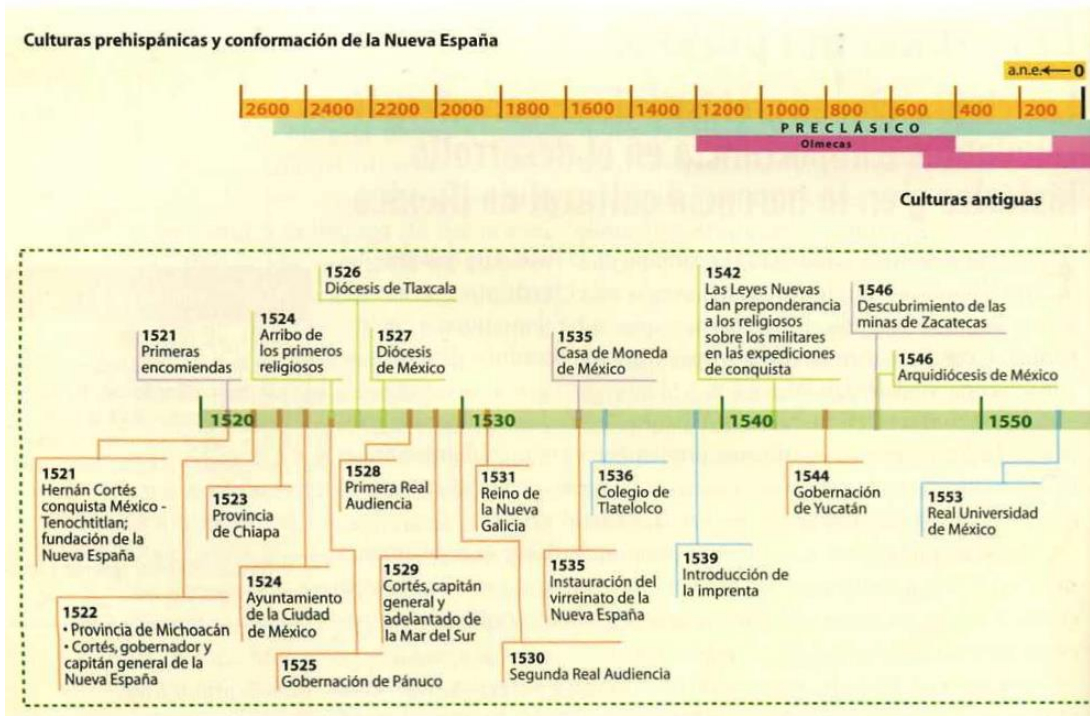 Culturas prehispánicas y conformación de la Nueva España
a.n.e. 0
2600 2400 2200 2000 1800 1600 1400 1200 1000 800 600 400 200
PRECLÁSICO
Olmecas
Culturas antiguas
1526
Diócesis de Tlaxcala
1542
Las Leyes Nuevas
dan preponderancia
a los religiosos
sobre los militares
en las expediciones
de conquista
1546
Descubrimiento de las
minas de Zacatecas
1524
Arribo de
los primeros
religiosos
1521
Primeras
encomiendas
1527
Diócesis
de México
1535
Casa de Moneda
de México
1546
Arquidiócesis de México
1520 1530 1540 1550
1521
Hernán Cortés
conquista México -
Tenochtitlan;
fundación de la
Nueva España
1523
Provincia
de Chiapa
1528
Primera Real
Audiencia
1531
Reino de
la Nueva
Galicia
1536
Colegio de
Tlatelolco
1544
Gobernación
de Yucatán
1553
Real Universidad
de México
1522
• Provincia de Michoacán
• Cortés, gobernador y
capitán general de la
Nueva España
1524
Ayuntamiento
de la Ciudad
de México
1529
Cortés, capitán
general y
adelantado de
la Mar del Sur
1535
Instauración del
virreinato de la
Nueva España
1539
Introducción de
la imprenta
1525
Gobernación de Pánuco
1530
Segunda Real Audiencia